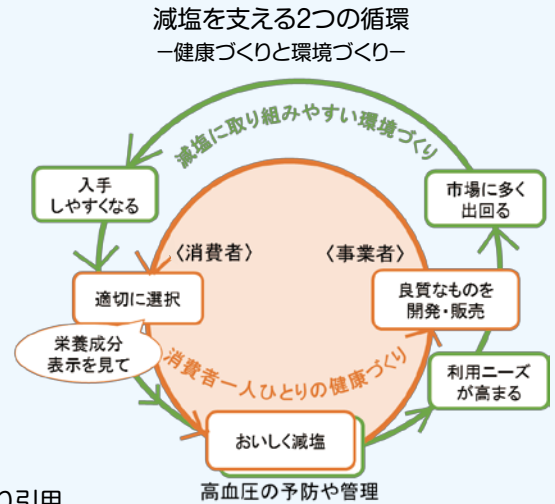 減塩を支える2つの循環
−健康づくりと環境づくり−
減塩に取り組みやすい環境づくり
入手
しやすくなる
市場に多く
出回る
〈消費者〉
〈事業者〉
適切に選択
良質なものを
開発・販売
栄養成分
表示を見て
消費者一人ひとりの健康づくり
利用ニーズ
が高まる
おいしく減塩
高血圧の予防や管理
り引用